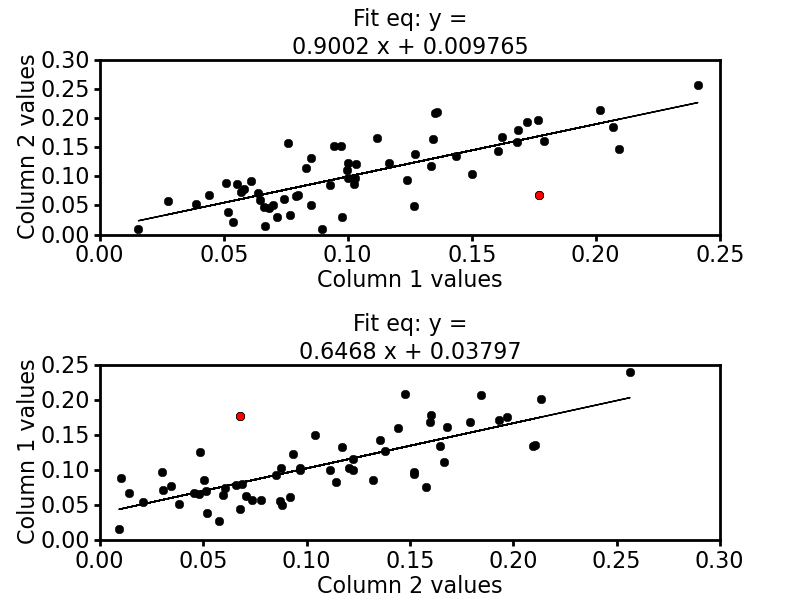 Fit eq: y =
0.9002 x + 0.009765
Column 2 values
0.30
0.25
0.20
0.15
0.10
0.05
0.00
0.00 0.05 0.10 0.15 0.20 0.25
Column 1 values
Fit eq: y =
0.6468 x + 0.03797
Column 1 values
0.25
0.20
0.15
0.10
0.05
0.00
0.00 0.05 0.10 0.15 0.20 0.25 0.30
Column 2 values